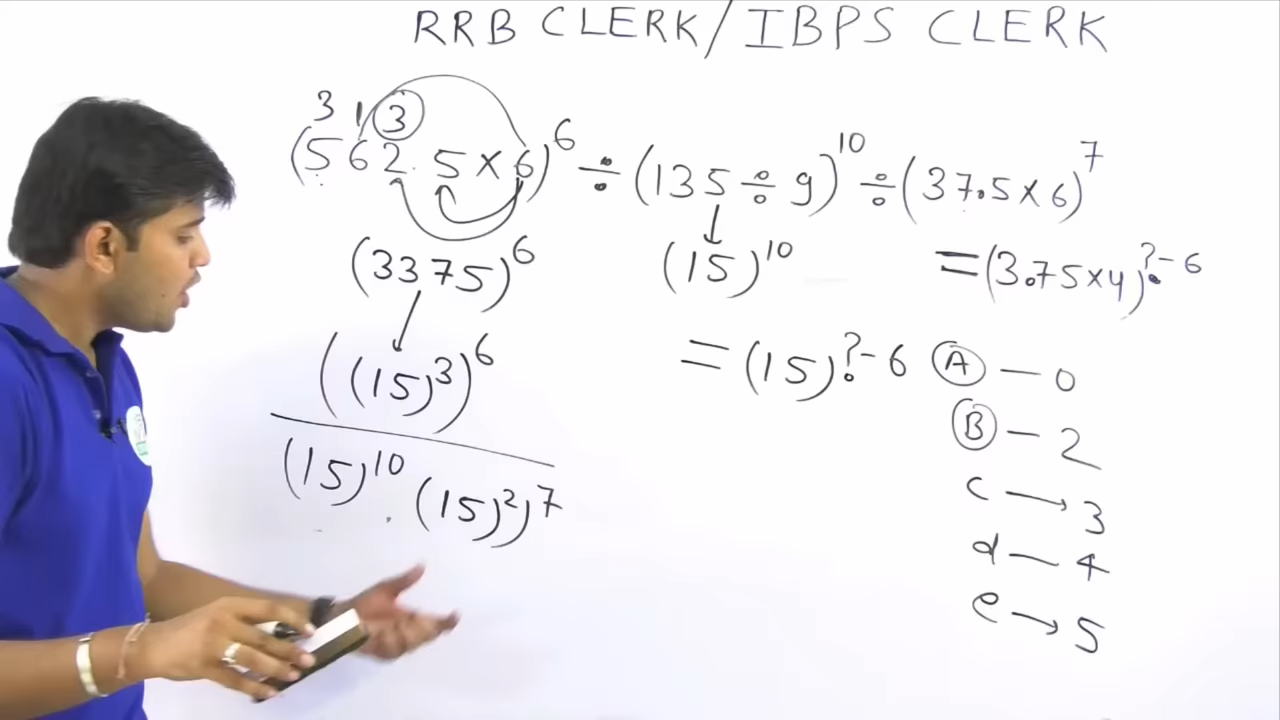 RRB CLERK/IBPS CLERK
3 1 3
(562.5×6)^6 ÷ (135÷9)^10 ÷ (37.5×6)^7
(3375)^6 (15)^10 =(3.75×4)^?-6
((15)^3)^6 = (15)^?-6 A — 0
B — 2
(15)^10 . (15)^2)^7 c → 3
d — 4
e → 5